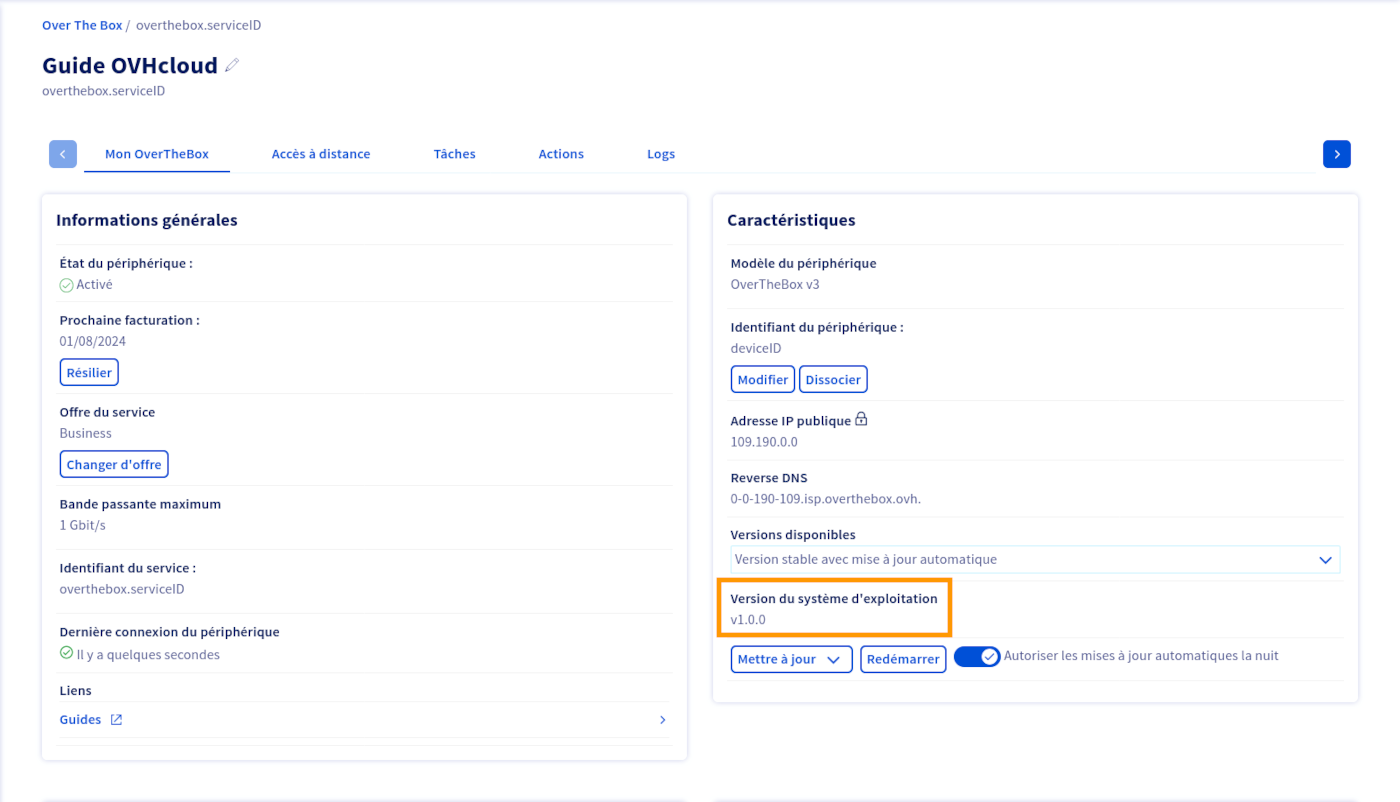 Over The Box / overthebox.serviceID
Guide OVHcloud
overthebox.serviceID
Mon OverTheBox
Accès à distance
Tâches
Actions
Logs
Informations générales
État du périphérique :
Activé
Prochaine facturation :
01/08/2024
Résilier
Offre du service
Business
Changer d'offre
Bande passante maximum
1 Gbit/s
Identifiant du service :
overthebox.serviceID
Dernière connexion du périphérique
Il y a quelques secondes
Liens
Guides
Caractéristiques
Modèle du périphérique
OverTheBox v3
Identifiant du périphérique :
deviceID
Modifier
Dissocier
Adresse IP publique
109.190.0.0
Reverse DNS
0-0-190-109.isp.overthebox.ovh.
Versions disponibles
Version stable avec mise à jour automatique
Version du système d'exploitation
v1.0.0
Mettre à jour
Redémarrer
Autoriser les mises à jour automatiques la nuit